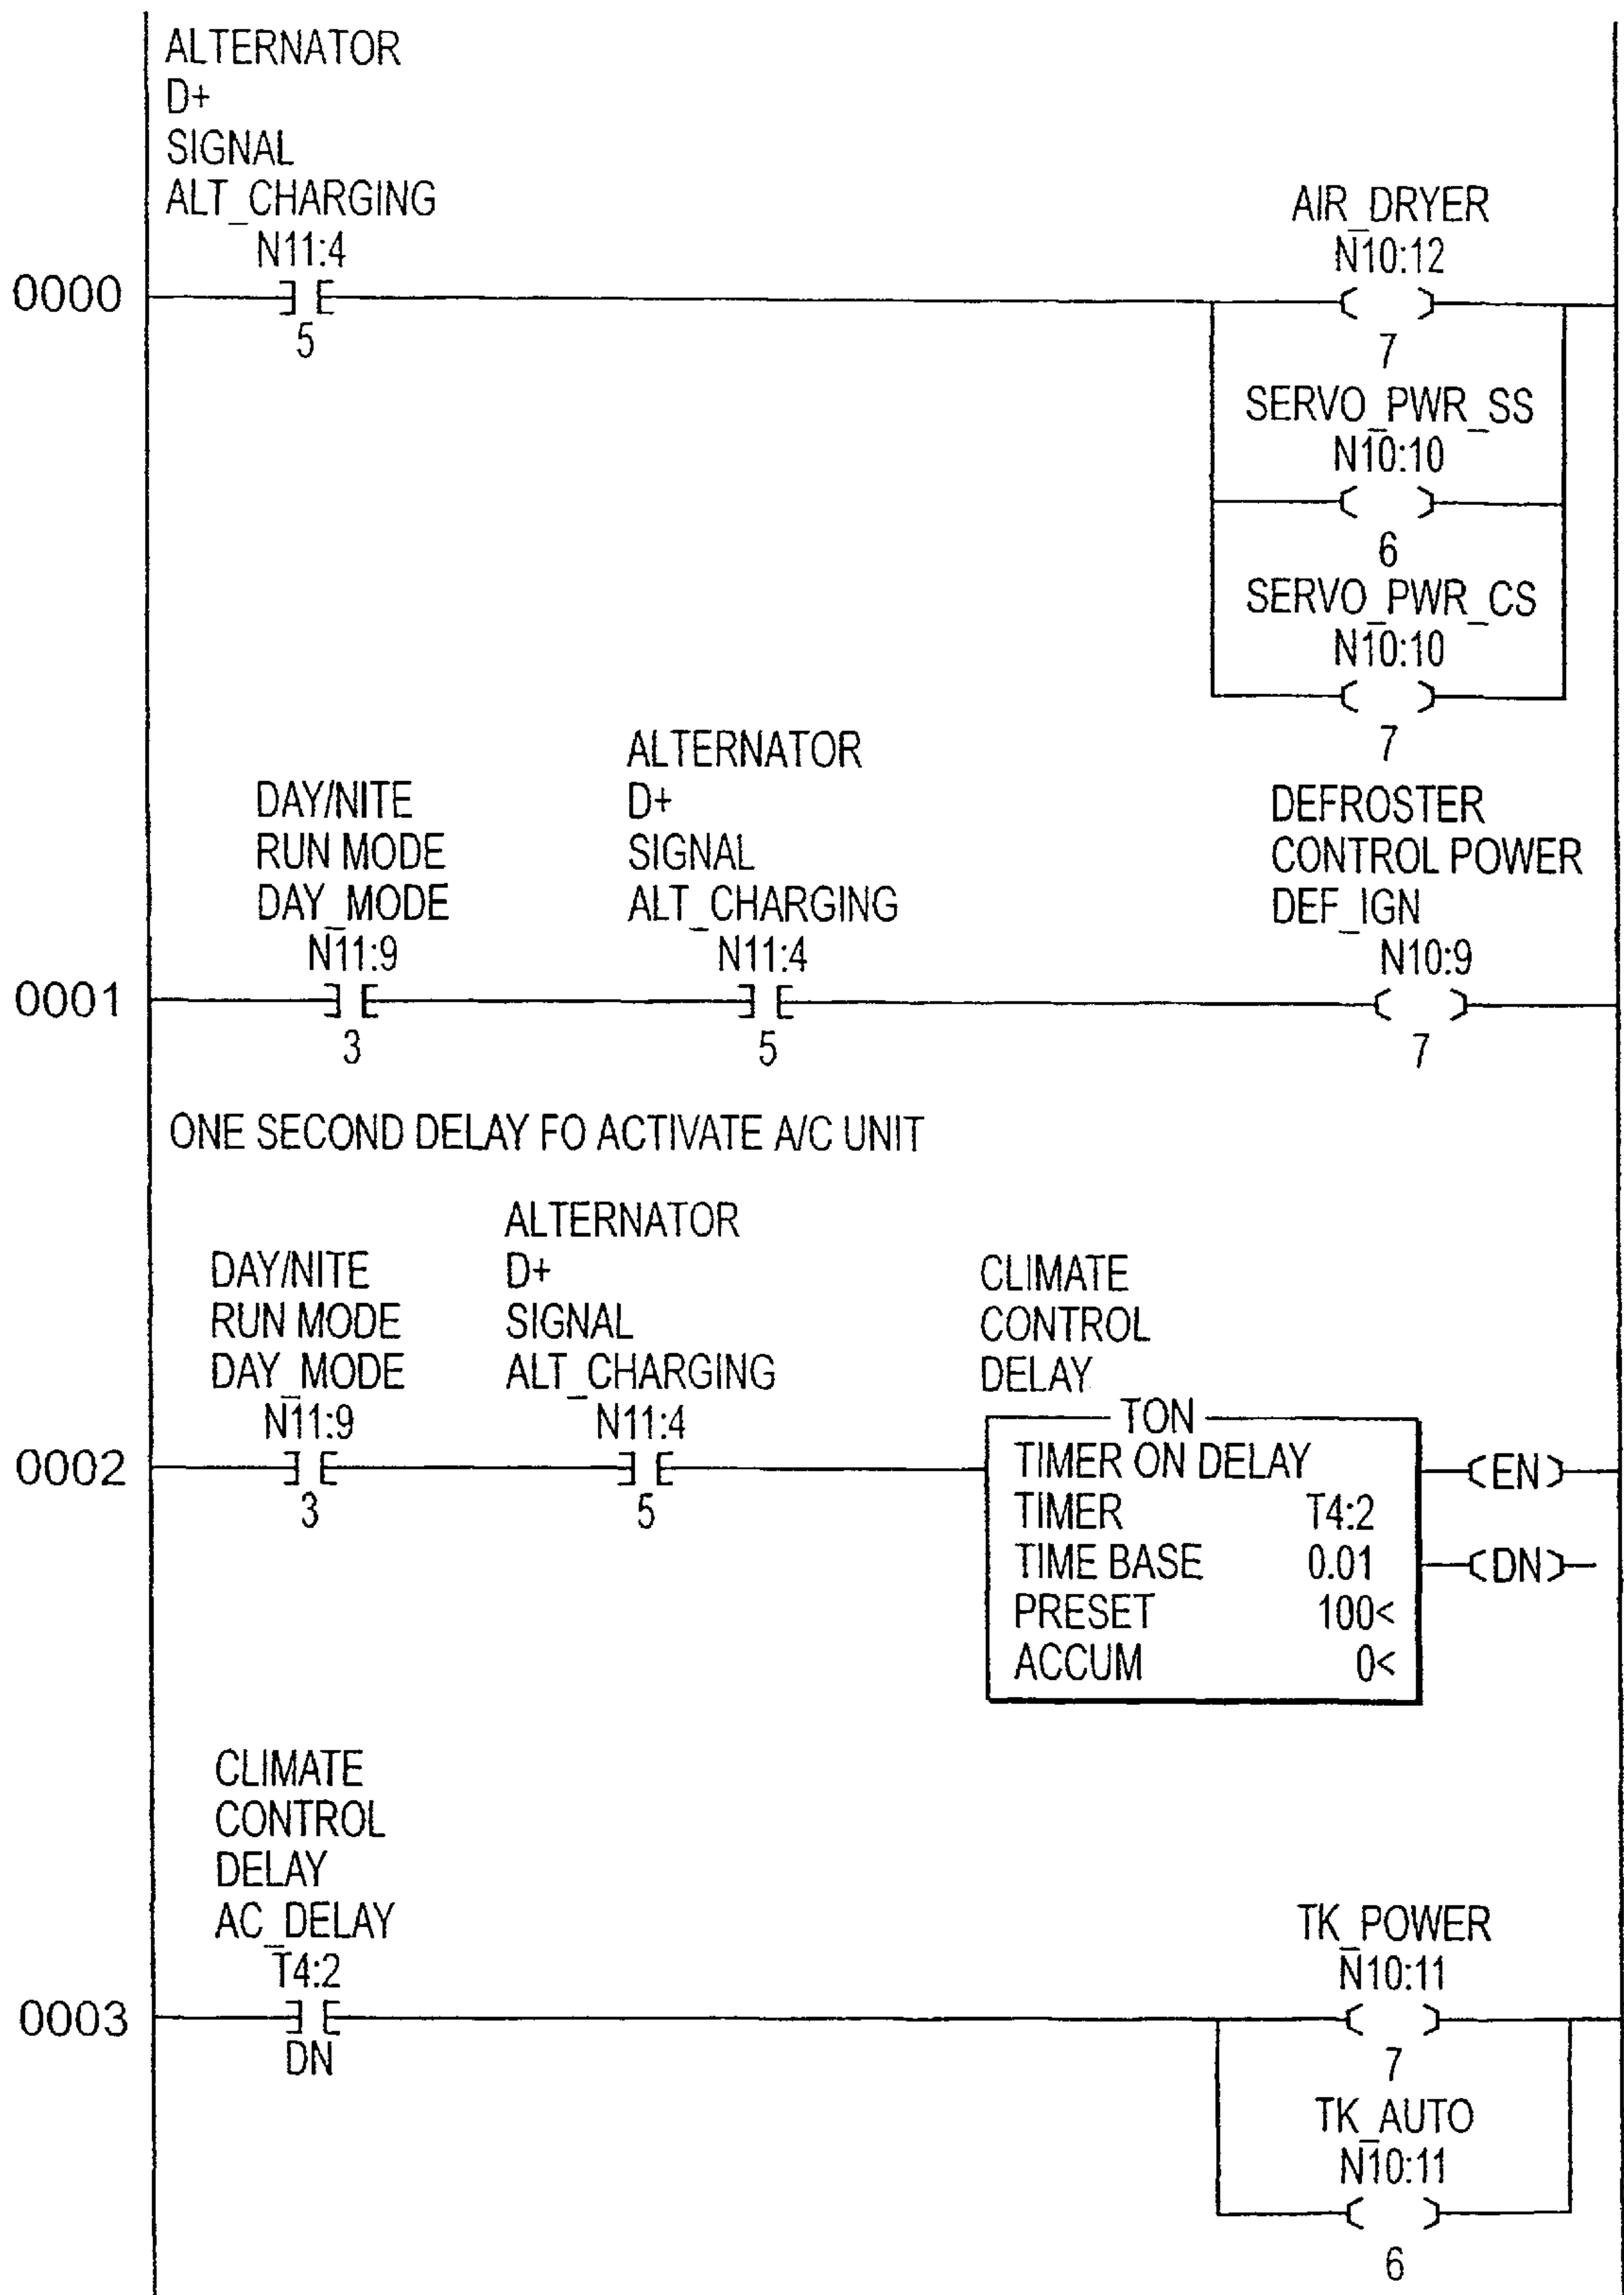 ALTERNATOR
D+
SIGNAL
ALT_CHARGING
N11:4
0000
5
AIR_DRYER
N10:12
7
SERVO_PWR_SS
N10:10
6
SERVO_PWR_CS
N10:10
7
DAY/NITE
RUN MODE
DAY_MODE
N11:9
3
ALTERNATOR
D+
SIGNAL
ALT_CHARGING
N11:4
5
DEFROSTER
CONTROL POWER
DEF_IGN
N10:9
7
0001
ONE SECOND DELAY FO ACTIVATE A/C UNIT
DAY/NITE
RUN MODE
DAY_MODE
N11:9
3
ALTERNATOR
D+
SIGNAL
ALT_CHARGING
N11:4
5
CLIMATE
CONTROL
DELAY
0002
TON
TIMER ON DELAY
TIMER T4:2
TIME BASE 0.01
PRESET 100<
ACCUM 0<
EN
DN
CLIMATE
CONTROL
DELAY
AC_DELAY
T4:2
0003
DN
TK_POWER
N10:11
7
TK_AUTO
N10:11
6